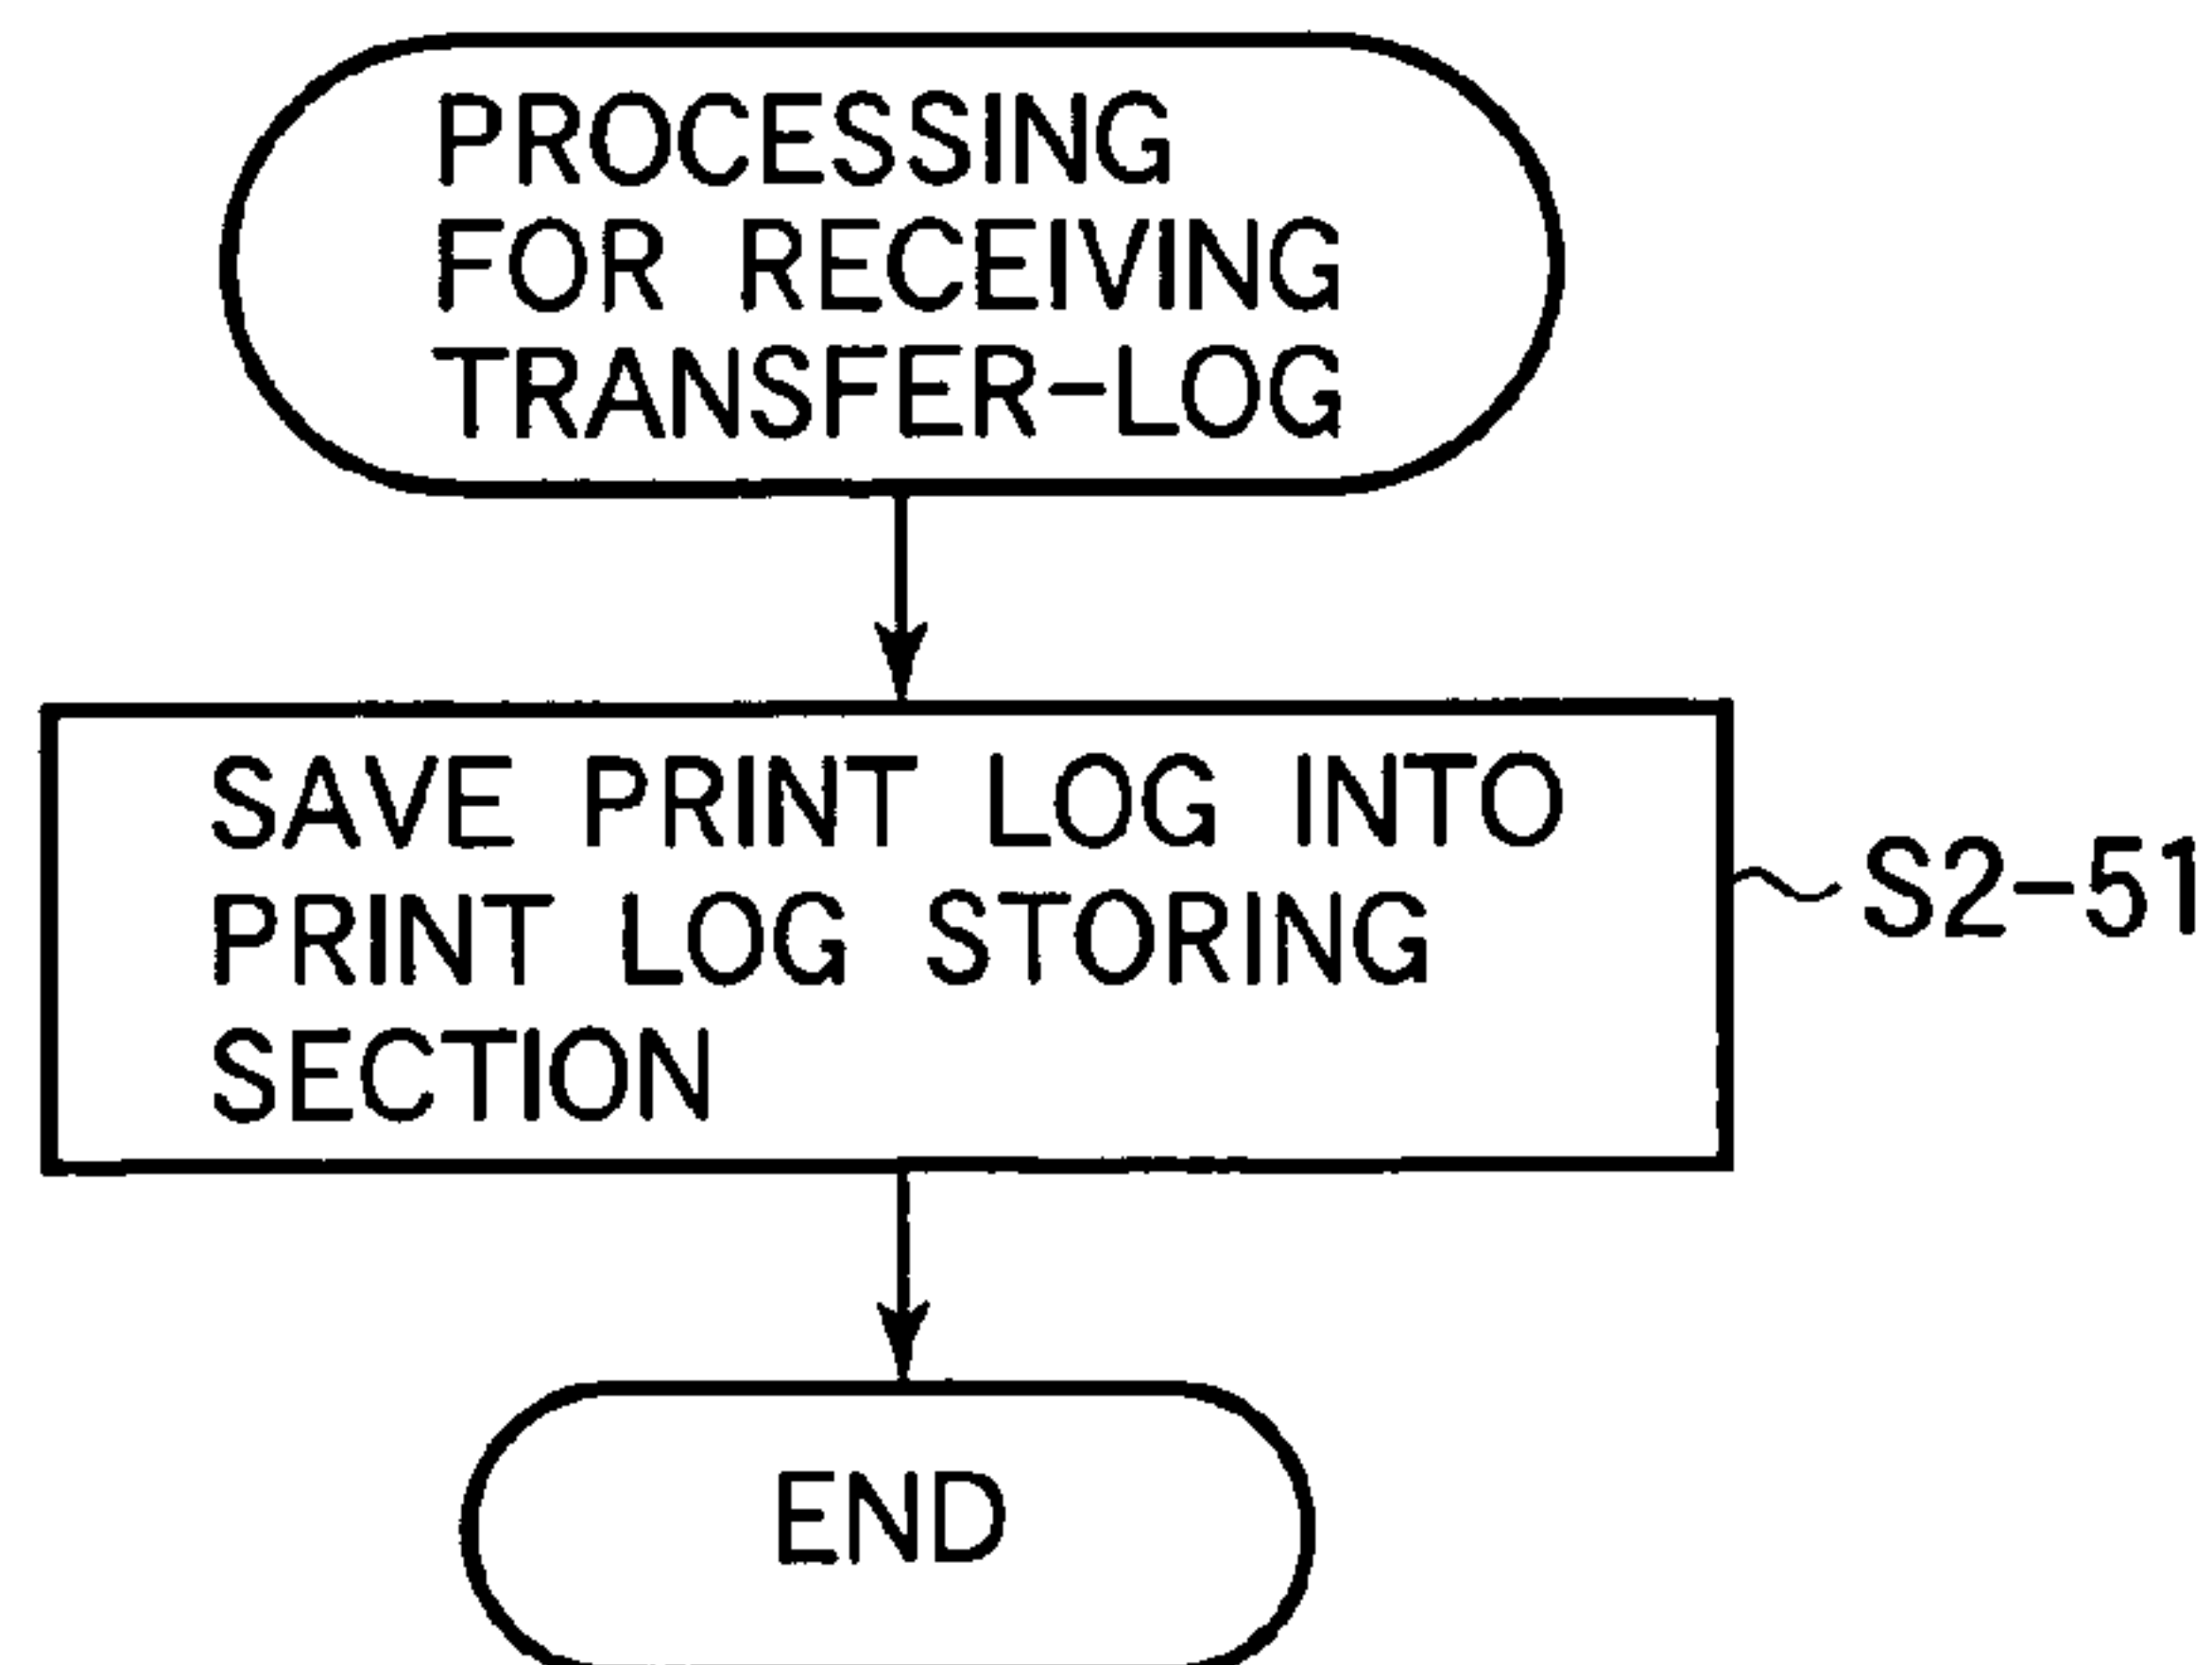 PROCESSING
FOR RECEIVING
TRANSFER-LOG
SAVE PRINT LOG INTO
PRINT LOG STORING
SECTION
S2-51
END